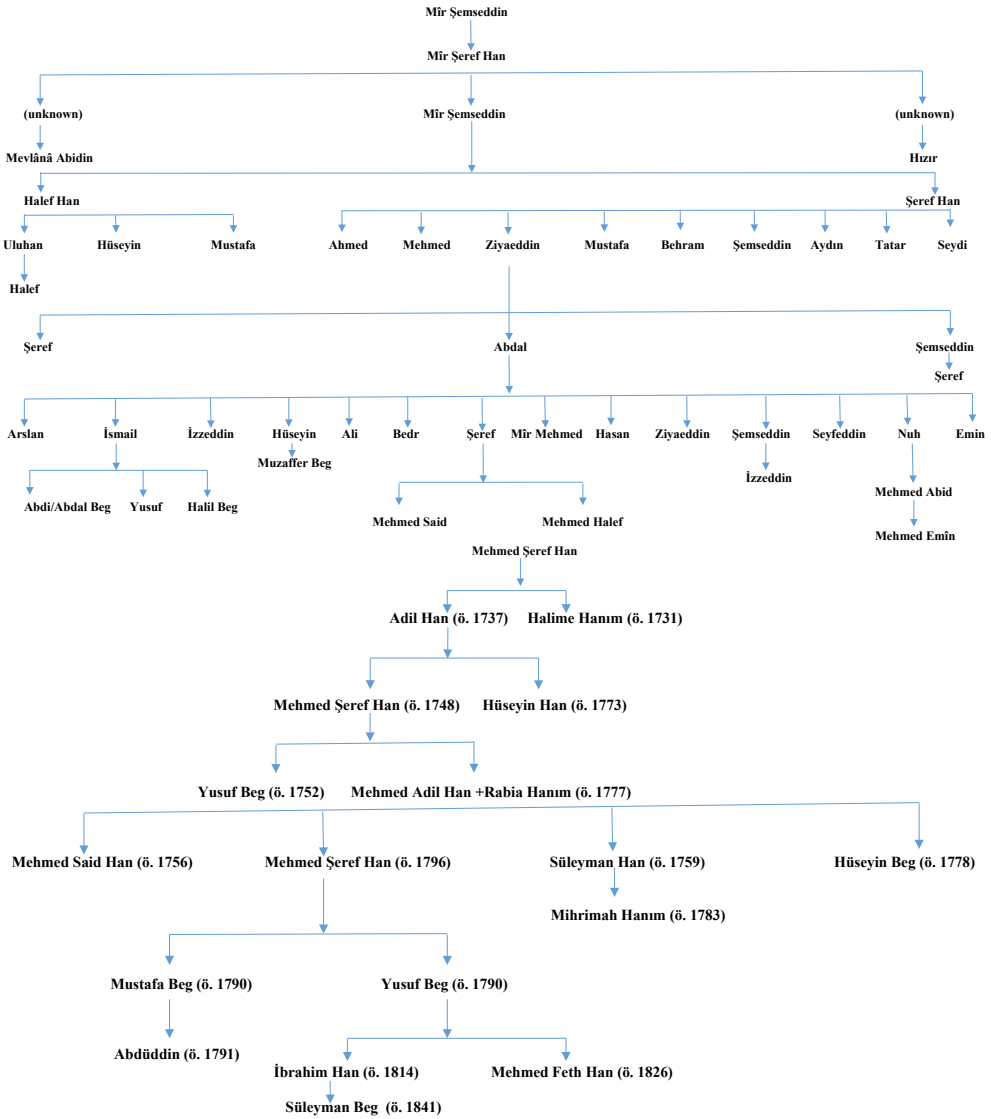 Mîr Şemseddin
Mîr Şeref Han
(unknown) Mîr Şemseddin (unknown)
Mevlânâ Abidin Hızır
Halef Han Şeref Han
Uluhan Hüseyin Mustafa Ahmed Mehmed Ziyaeddin Mustafa Behram Şemseddin Aydın Tatar Seydi
Halef
Şeref Abdal Şemseddin
Şeref
Arslan İsmail İzzeddin Hüseyin Ali Bedr Şeref Mîr Mehmed Hasan Ziyaeddin Şemseddin Seyfeddin Nuh Emin
Muzaffer Beg
İzzeddin
Mehmed Abid
Abdi/Abdal Beg Yusuf Halil Beg
Mehmed Said Mehmed Halef
Mehmed Emîn
Mehmed Şeref Han
Adil Han (ö. 1737) Halime Hanım (ö. 1731)
Mehmed Şeref Han (ö. 1748) Hüseyin Han (ö. 1773)
Yusuf Beg (ö. 1752) Mehmed Adil Han +Rabia Hanım (ö. 1777)
Mehmed Said Han (ö. 1756) Mehmed Şeref Han (ö. 1796) Süleyman Han (ö. 1759) Hüseyin Beg (ö. 1778)
Mihrimah Hanım (ö. 1783)
Mustafa Beg (ö. 1790) Yusuf Beg (ö. 1790)
Abdüddin (ö. 1791)
İbrahim Han (ö. 1814) Mehmed Feth Han (ö. 1826)
Süleyman Beg (ö. 1841)